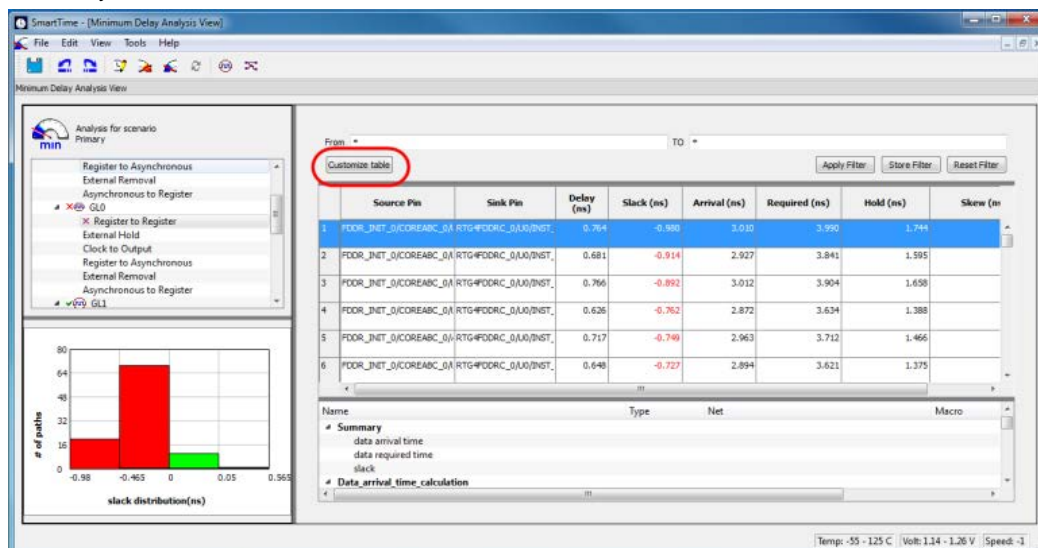 SmartTime - [Minimum Delay Analysis View]
File Edit View Tools Help
Minimum Delay Analysis View
Analysis for scenario
Primary
min
Register to Asynchronous
External Removal
Asynchronous to Register
GL0
Register to Register
External Hold
Clock to Output
Register to Asynchronous
External Removal
Asynchronous to Register
GL1
From * TO *
Customize table Apply Filter Store Filter Reset Filter
Source Pin Sink Pin Delay (ns) Slack (ns) Arrival (ns) Required (ns) Hold (ns) Skew (n
1 FDDR_INIT_0/COREABC_0/ RTG4FDDRC_0/U0/INST_ 0.764 -0.980 3.010 3.990 1.744
2 FDDR_INIT_0/COREABC_0/ RTG4FDDRC_0/U0/INST_ 0.681 -0.914 2.927 3.841 1.595
3 FDDR_INIT_0/COREABC_0/ RTG4FDDRC_0/U0/INST_ 0.766 -0.892 3.012 3.904 1.658
4 FDDR_INIT_0/COREABC_0/ RTG4FDDRC_0/U0/INST_ 0.626 -0.762 2.872 3.634 1.388
5 FDDR_INIT_0/COREABC_0/ RTG4FDDRC_0/U0/INST_ 0.717 -0.749 2.963 3.712 1.466
6 FDDR_INIT_0/COREABC_0/ RTG4FDDRC_0/U0/INST_ 0.648 -0.727 2.894 3.621 1.375
Name Type Net Macro
Summary
data arrival time
data required time
slack
Data_arrival_time_calculation
# of paths
80
64
48
32
16
0
-0.98 -0.465 0 0.05 0.565
slack distribution(ns)
Temp: -55 - 125 C Volt: 1.14 - 1.26 V Speed: -1